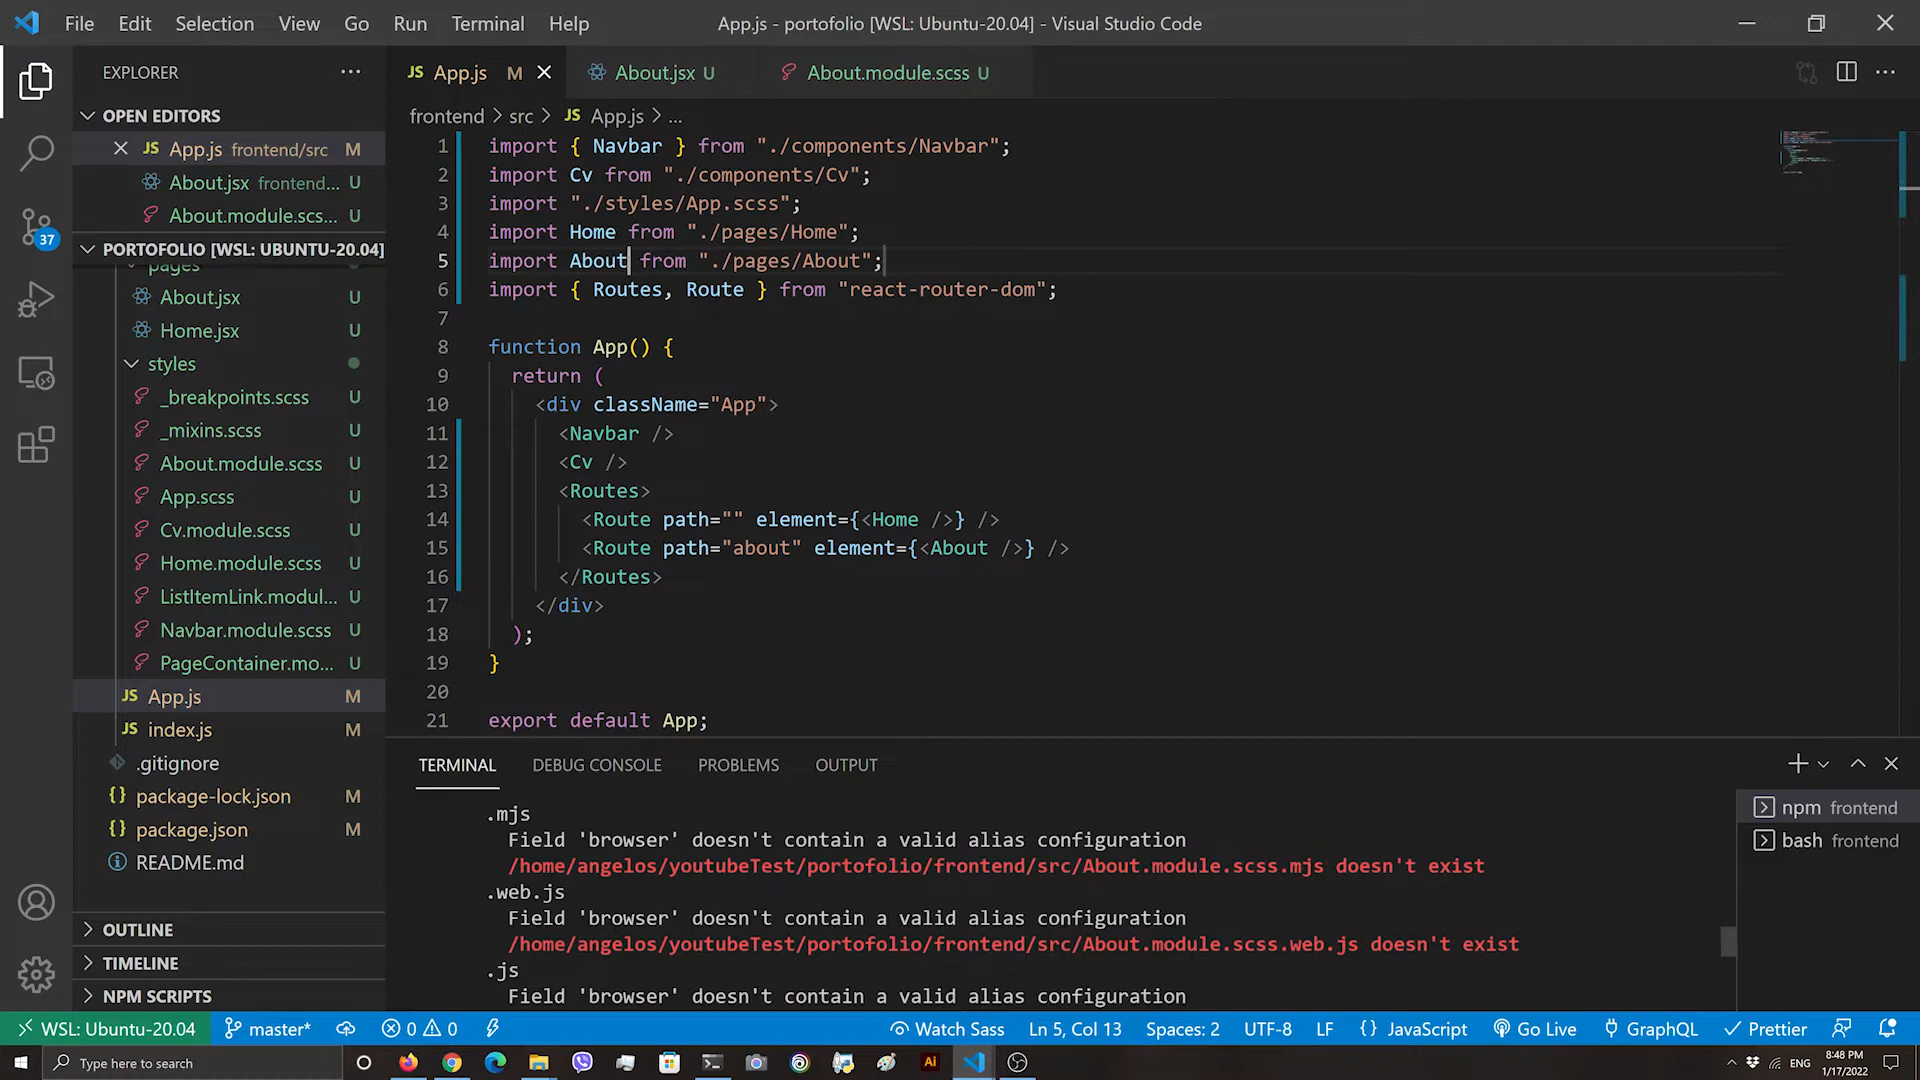 File Edit Selection View Go Run Terminal Help
App.js - portofolio [WSL: Ubuntu-20.04] - Visual Studio Code
EXPLORER
OPEN EDITORS
App.js frontend/src M
About.jsx frontend... U
About.module.scs... U
PORTOFOLIO [WSL: UBUNTU-20.04]
pages
About.jsx U
Home.jsx U
styles
_breakpoints.scss U
_mixins.scss U
About.module.scss U
App.scss U
Cv.module.scss U
Home.module.scss U
ListItemLink.modul... U
Navbar.module.scss U
PageContainer.mo... U
JS App.js M
JS index.js M
.gitignore
{} package-lock.json M
{} package.json M
README.md
OUTLINE
TIMELINE
NPM SCRIPTS
37
JS App.js M
About.jsx U
About.module.scss U
frontend > src > JS App.js > ...
1 import { Navbar } from "./components/Navbar";
2 import Cv from "./components/Cv";
3 import "./styles/App.scss";
4 import Home from "./pages/Home";
5 import About from "./pages/About";
6 import { Routes, Route } from "react-router-dom";
7
8 function App() {
9 return (
10 <div className="App">
11 <Navbar />
12 <Cv />
13 <Routes>
14 <Route path="" element={<Home />} />
15 <Route path="about" element={<About />} />
16 </Routes>
17 </div>
18 );
19 }
20
21 export default App;
TERMINAL DEBUG CONSOLE PROBLEMS OUTPUT
.mjs
Field 'browser' doesn't contain a valid alias configuration
/home/angelos/youtubeTest/portofolio/frontend/src/About.module.scss.mjs doesn't exist
.web.js
Field 'browser' doesn't contain a valid alias configuration
/home/angelos/youtubeTest/portofolio/frontend/src/About.module.scss.web.js doesn't exist
.js
Field 'browser' doesn't contain a valid alias configuration
npm frontend
bash frontend
WSL: Ubuntu-20.04 master* 0 0 Watch Sass Ln 5, Col 13 Spaces: 2 UTF-8 LF {} JavaScript Go Live GraphQL Prettier
Type here to search
Ai
ENG
8:48 PM
1/17/2022